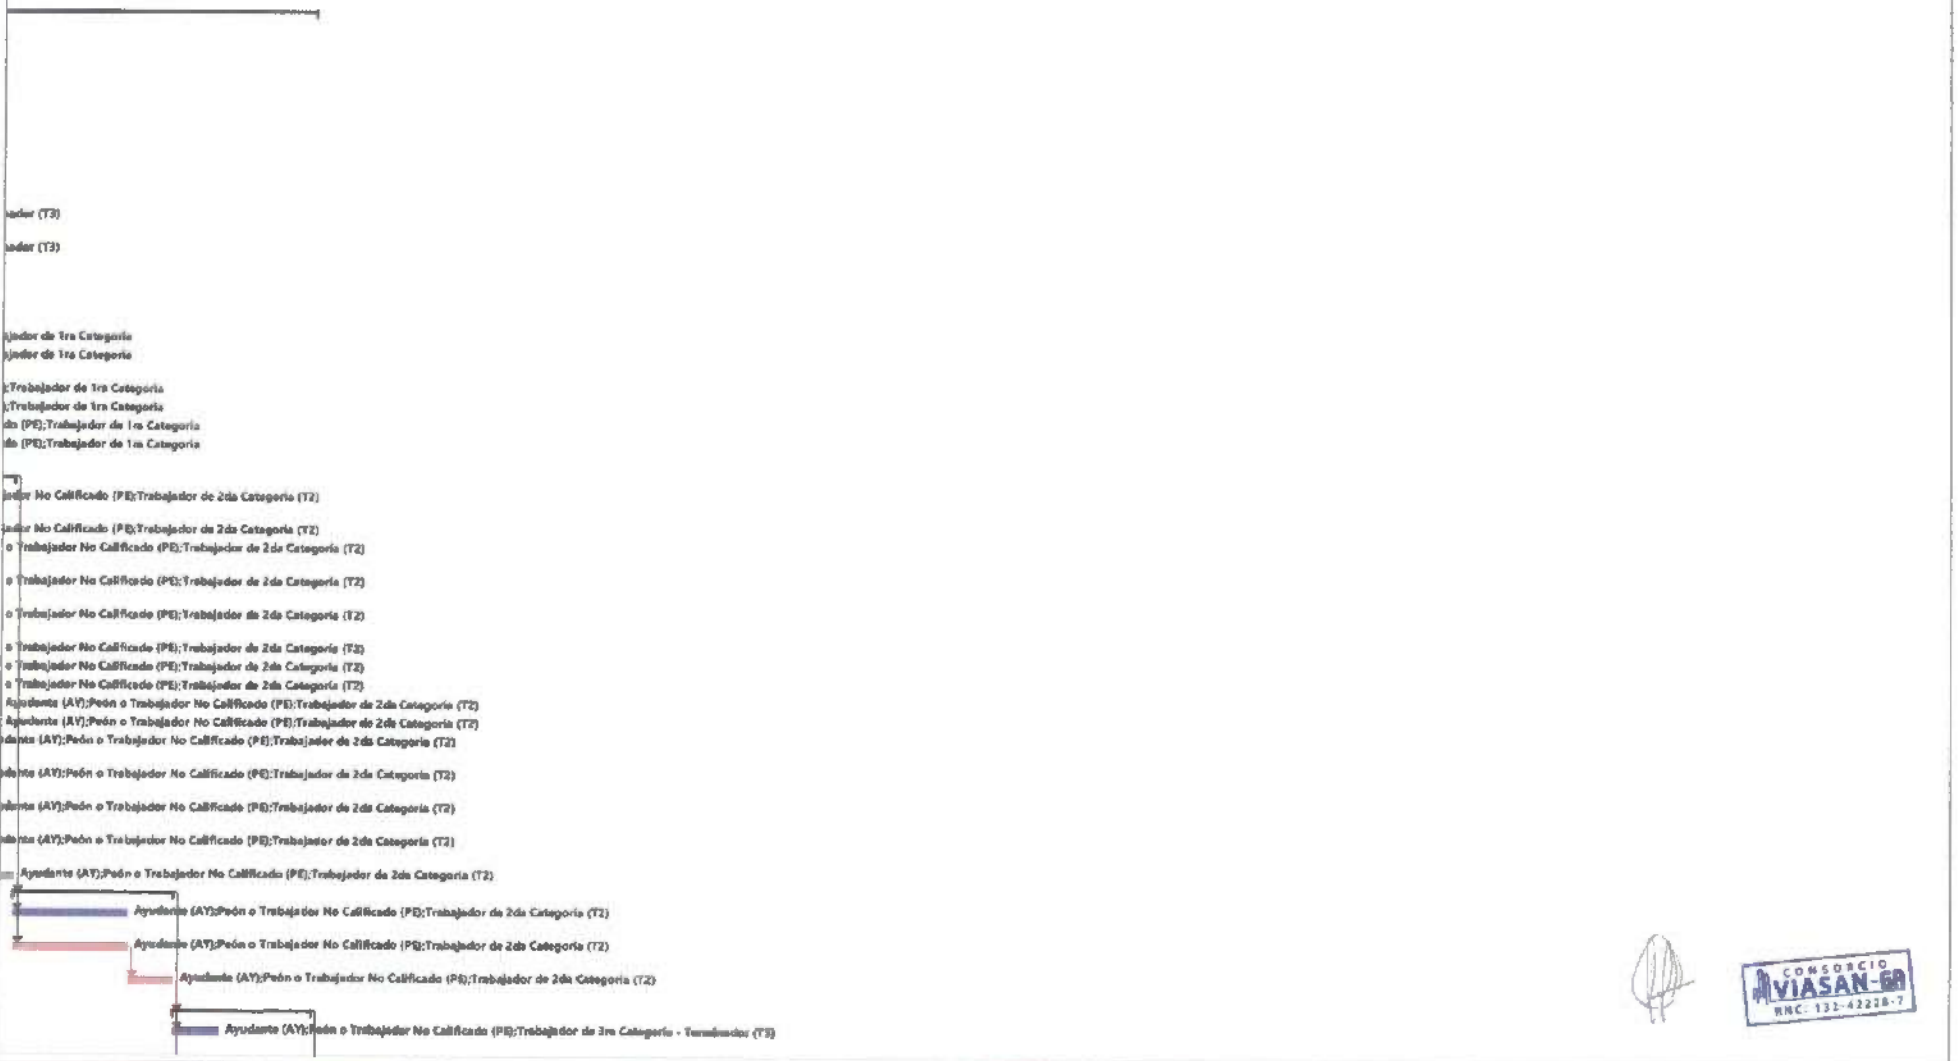 (T3)
(T3)
de 1ra Categoria
de 1ra Categoria
Trabajador de 1ra Categoria
Trabajador de 1ra Categoria
(PE);Trabajador de 1ra Categoria
(PE);Trabajador de 1ra Categoria
No Calificado (PE);Trabajador de 2da Categoria (T2)
No Calificado (PE);Trabajador de 2da Categoria (T2)
o Trabajador No Calificado (PE);Trabajador de 2da Categoria (T2)
o Trabajador No Calificado (PE);Trabajador de 2da Categoria (T2)
o Trabajador No Calificado (PE);Trabajador de 2da Categoria (T2)
o Trabajador No Calificado (PE);Trabajador de 2da Categoria (T2)
o Trabajador No Calificado (PE);Trabajador de 2da Categoria (T2)
o Trabajador No Calificado (PE);Trabajador de 2da Categoria (T2)
Ayudante (AY);Peón o Trabajador No Calificado (PE);Trabajador de 2da Categoria (T2)
Ayudante (AY);Peón o Trabajador No Calificado (PE);Trabajador de 2da Categoria (T2)
(AY);Peón o Trabajador No Calificado (PE);Trabajador de 2da Categoria (T2)
(AY);Peón o Trabajador No Calificado (PE);Trabajador de 2da Categoria (T2)
(AY);Peón o Trabajador No Calificado (PE);Trabajador de 2da Categoria (T2)
(AY);Peón o Trabajador No Calificado (PE);Trabajador de 2da Categoria (T2)
Ayudante (AY);Peón o Trabajador No Calificado (PE);Trabajador de 2da Categoria (T2)
Ayudante (AY);Peón o Trabajador No Calificado (PE);Trabajador de 2da Categoria (T2)
Ayudante (AY);Peón o Trabajador No Calificado (PE);Trabajador de 2da Categoria (T2)
Ayudante (AY);Peón o Trabajador No Calificado (PE);Trabajador de 2da Categoria (T2)
Ayudante (AY);Peón o Trabajador No Calificado (PE);Trabajador de 3ra Categoria - Terminador (T3)
CONSORCIO
VIASAN-GR
RNC: 132-42228-7